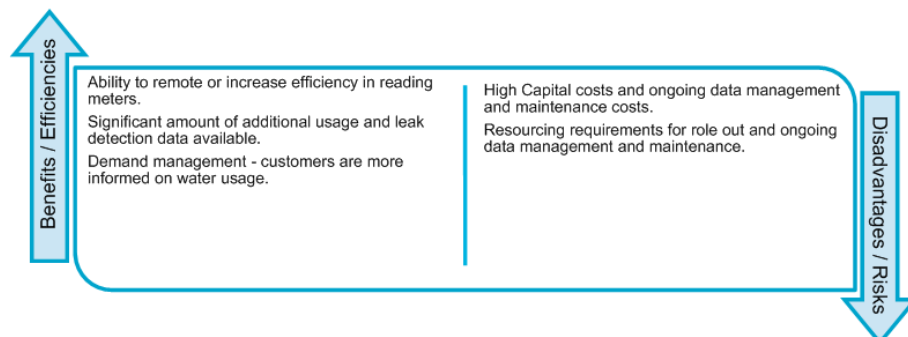 Benefits / Efficiencies
Ability to remote or increase efficiency in reading
meters.
Significant amount of additional usage and leak
detection data available.
Demand management - customers are more
informed on water usage.
High Capital costs and ongoing data management
and maintenance costs.
Resourcing requirements for role out and ongoing
data management and maintenance.
Disadvantages / Risks